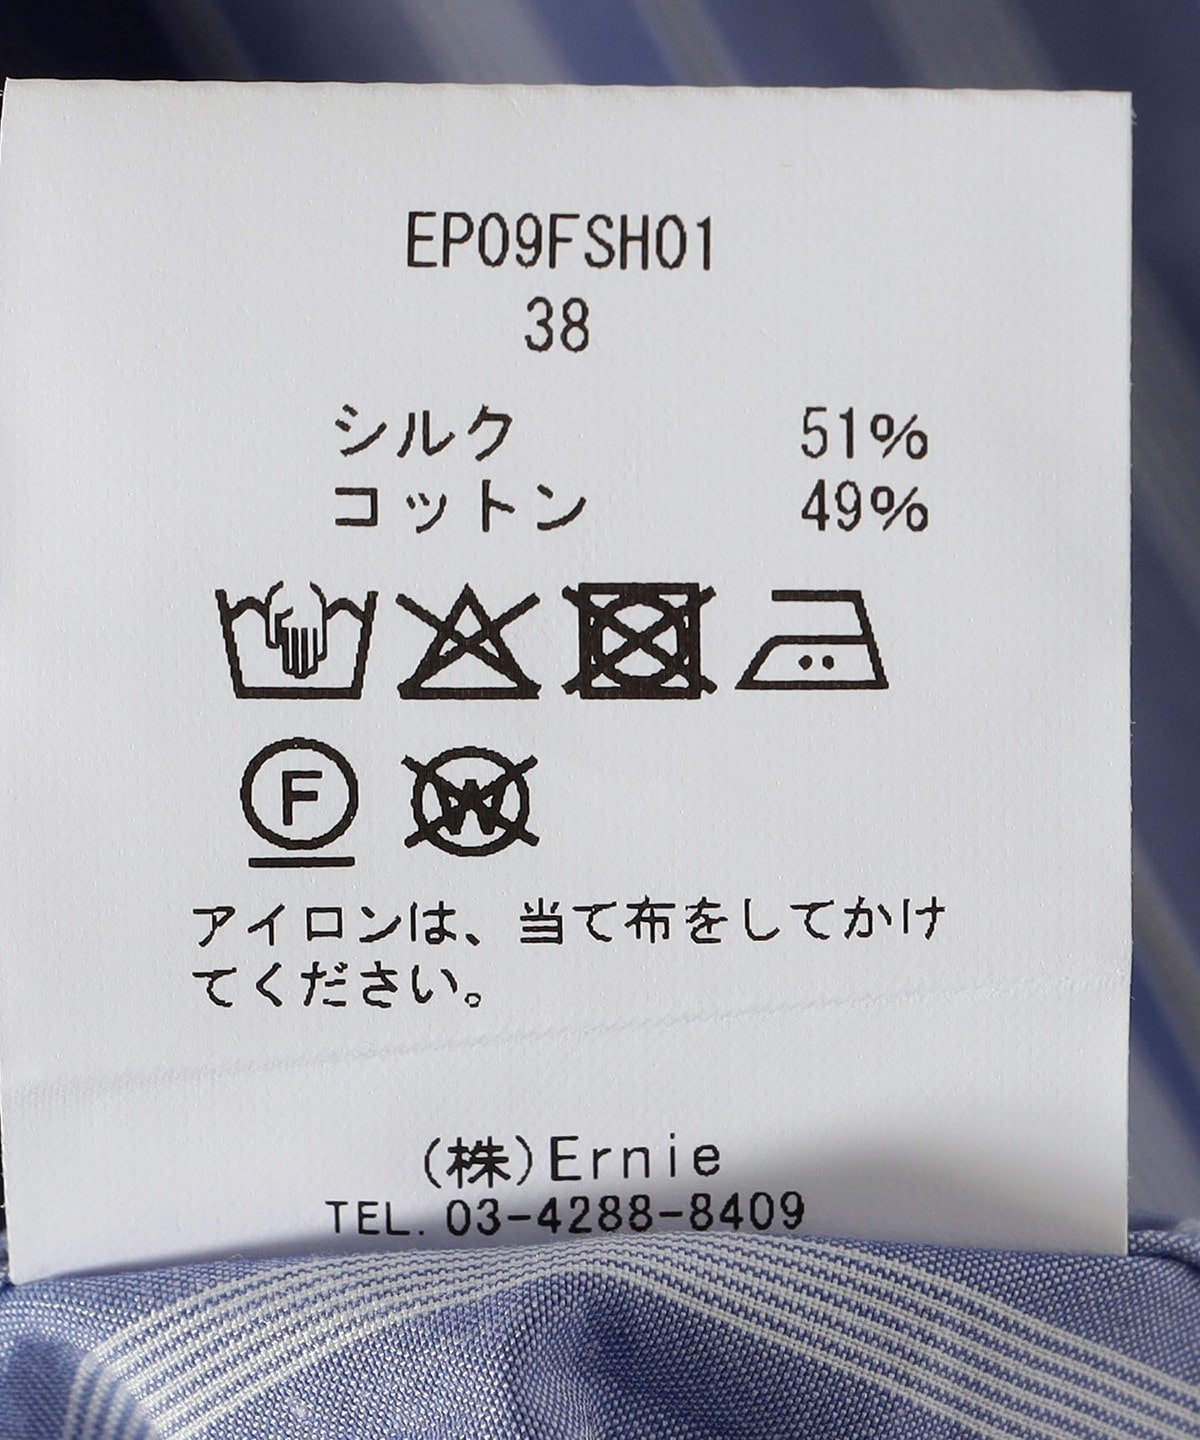 EP09FSH01
38
シルク 51%
コットン 49%
F W
アイロンは、当て布をしてかけ
てください。
(株)Ernie
TEL. 03-4288-8409